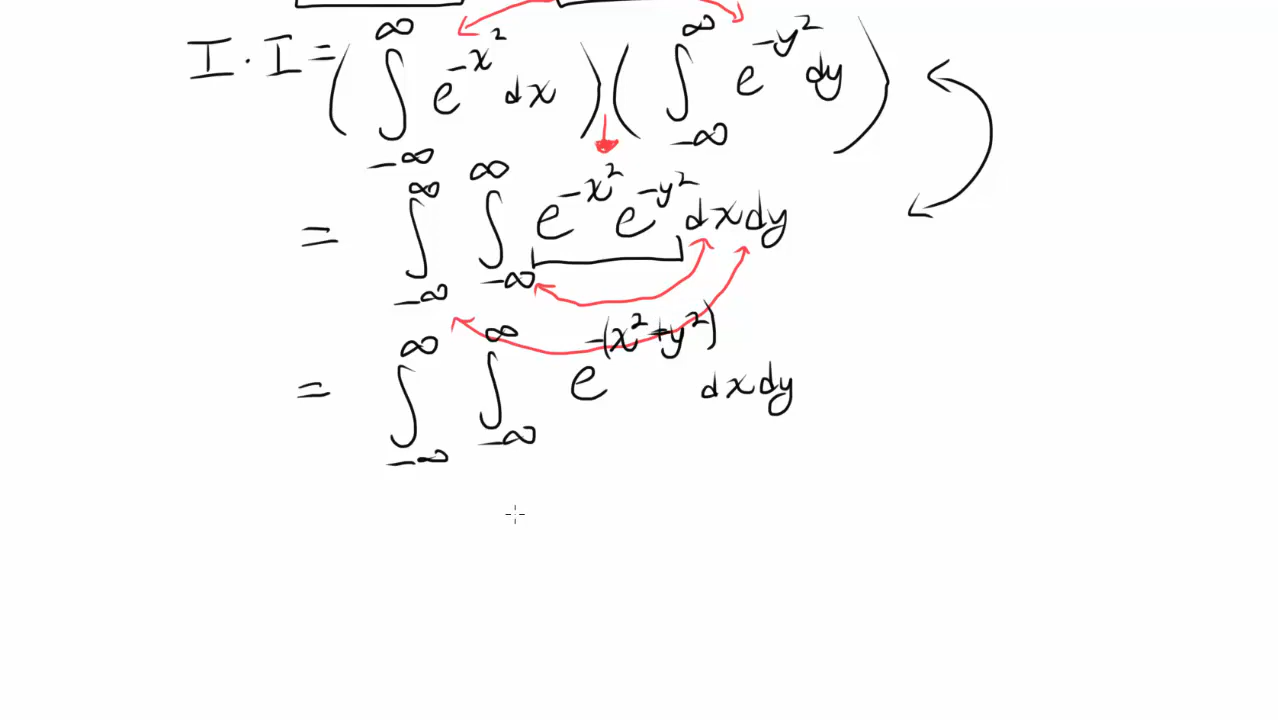 I · I = ( ∫_{-∞}^{∞} e^{-x²} dx ) ( ∫_{-∞}^{∞} e^{-y²} dy )
= ∫_{-∞}^{∞} ∫_{-∞}^{∞} e^{-x²} e^{-y²} dx dy
= ∫_{-∞}^{∞} ∫_{-∞}^{∞} e^{-(x²+y²)} dx dy